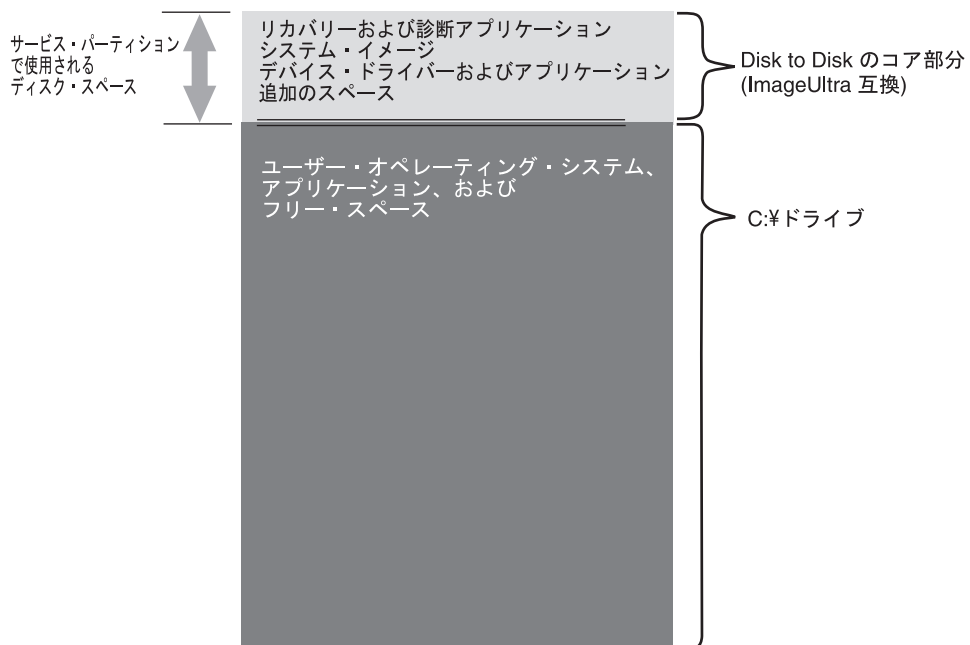 サービス・パーティション
で使用される
ディスク・スペース
リカバリーおよび診断アプリケーション
システム・イメージ
デバイス・ドライバーおよびアプリケーション
追加のスペース
Disk to Disk のコア部分
(ImageUltra 互換)
ユーザー・オペレーティング・システム、
アプリケーション、および
フリー・スペース
C:¥ドライブ